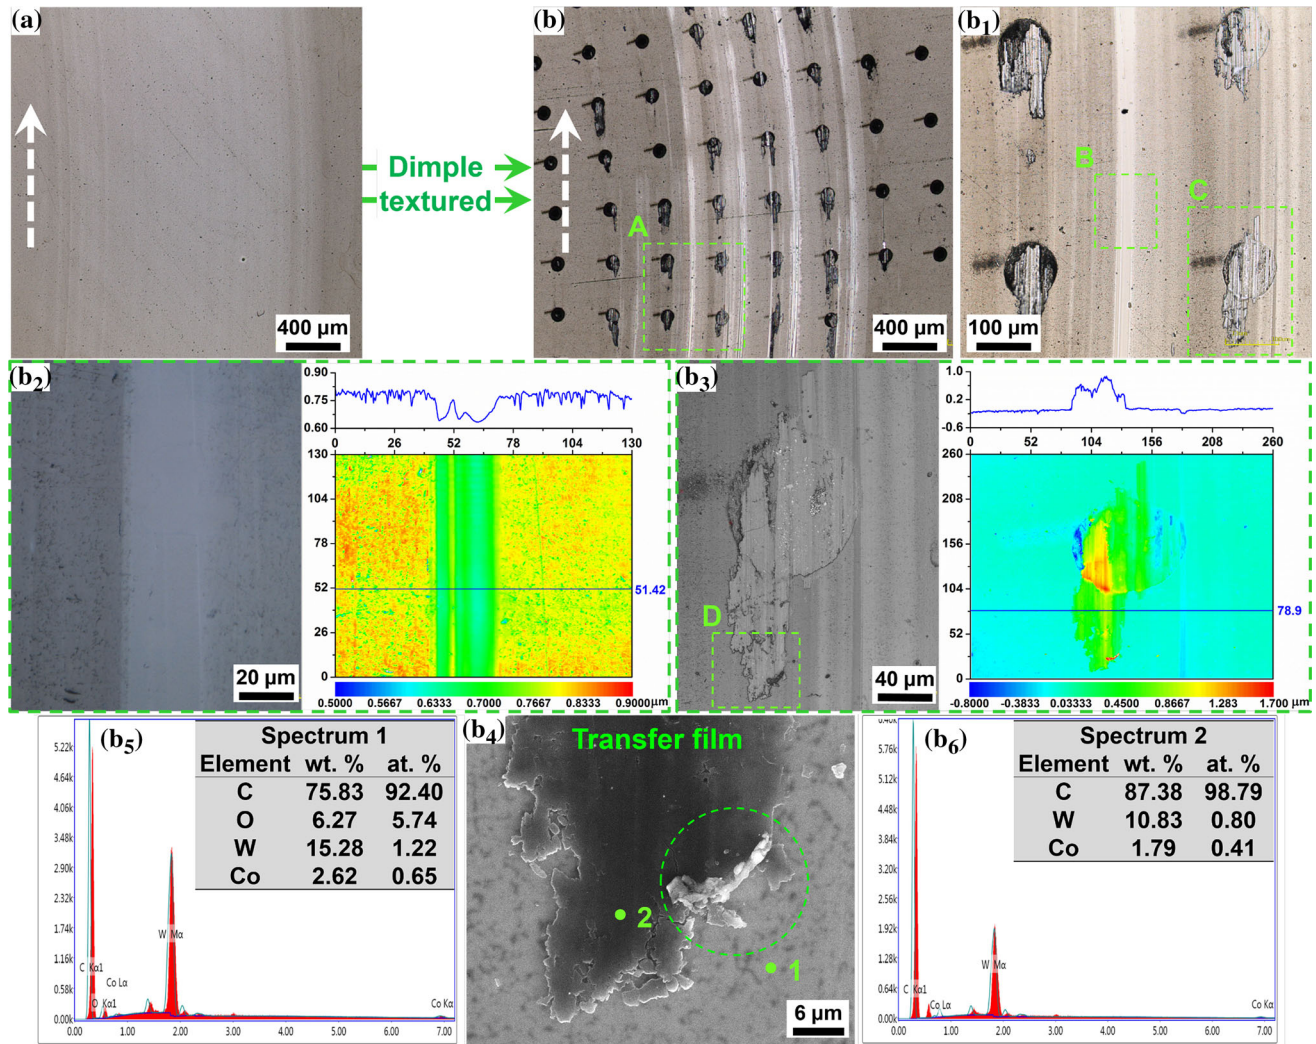 (a)
400 μm
Dimple
textured
(b)
A
400 μm
(b1)
B
C
100 μm
(b2)
20 μm
0.90
0.75
0.60
0 26 52 78 104 130
130
104
78
52
26
0
51.42
0.5000 0.5667 0.6333 0.7000 0.7667 0.8333 0.9000μm
(b3)
D
40 μm
1.0
0.2
-0.6
0 52 104 156 208 260
260
208
156
104
52
0
78.9
-0.8000 -0.3833 0.03333 0.4500 0.8667 1.283 1.700 μm
(b5)
Spectrum 1
Element wt. % at. %
C 75.83 92.40
O 6.27 5.74
W 15.28 1.22
Co 2.62 0.65
5.22k
4.64k
4.06k
3.48k
2.90k
2.32k
1.74k
1.16k
0.58k
W Mα
C Kα1
Co Lα
O Kα1
Co Kα
0.00 1.00 2.00 3.00 4.00 5.00 6.00 7.00
(b4)
Transfer film
2
1
6 μm
(b6)
Spectrum 2
Element wt. % at. %
C 87.38 98.79
W 10.83 0.80
Co 1.79 0.41
6.40k
5.76k
5.12k
4.48k
3.84k
3.20k
2.56k
1.92k
1.28k
0.64k
W Mα
C Kα1
Co Lα
Co Kα
0.00 1.00 2.00 3.00 4.00 5.00 6.00 7.00